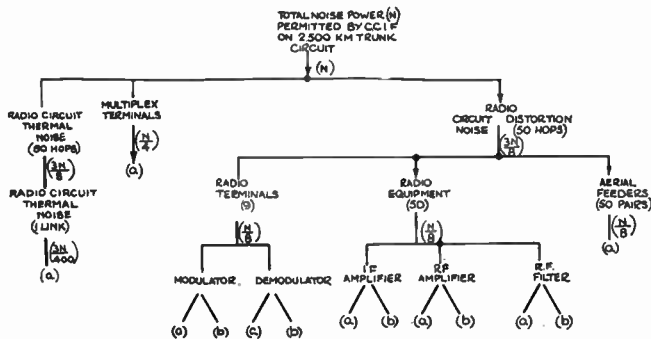 TOTAL NOISE POWER (N)
PERMITTED BY C.C.I F
ON 2,500 KM TRUNK
CIRCUIT
(N)
RADIO CIRCUIT
THERMAL
NOISE
(50 HOPS)
(3N/8)
RADIO CIRCUIT
THERMAL
NOISE
(1 LINK)
(3N/400)
(a)
MULTIPLEX
TERMINALS
(N/4)
(a)
RADIO
CIRCUIT DISTORTION
NOISE (50 HOPS)
(3N/8)
RADIO
TERMINALS
(9)
(N/8)
MODULATOR
(a) (b)
DEMODULATOR
(a) (b)
RADIO
EQUIPMENT
(50)
(N/8)
I F
AMPLIFIER
(a) (b)
RF
AMPLIFIER
(a) (b)
R.F.
FILTER
(a) (b)
AERIAL
FEEDERS
(50 PAIRS)
(N/8)
(a)